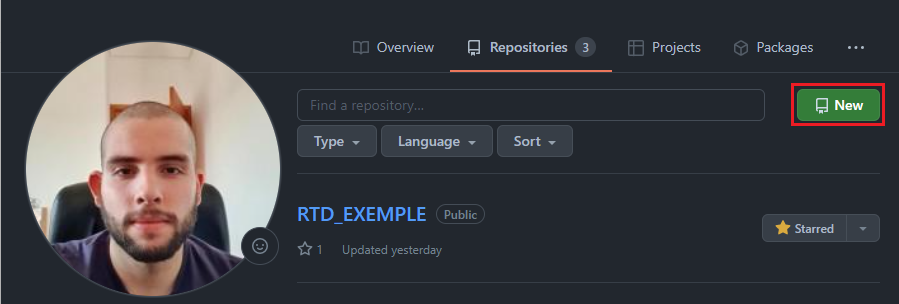 Overview Repositories 3 Projects Packages ...
Find a repository... New
Type Language Sort
RTD_EXEMPLE Public
Starred
1 Updated yesterday